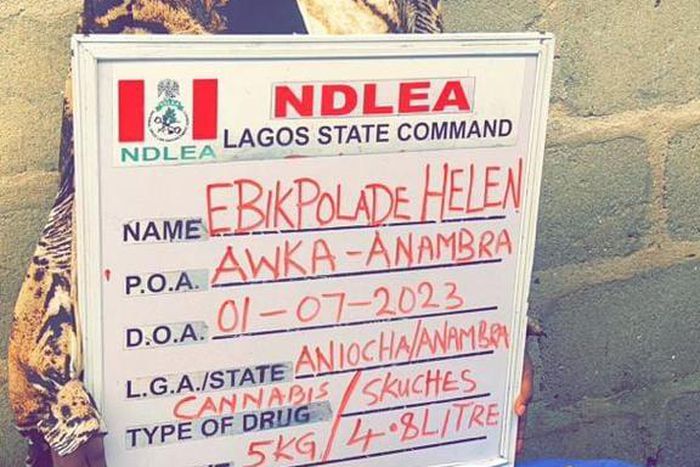 NDLEA
NDLEA
LAGOS STATE COMMAND
NAME EBIKPOLADE HELEN
P.O.A. AWKA - ANAMBRA
D.O.A. 01-07-2023
L.G.A./STATE ANIOCHA/ANAMBRA
TYPE OF DRUG CANNABIS / SKUCHES
5KG / 4.8LITRE